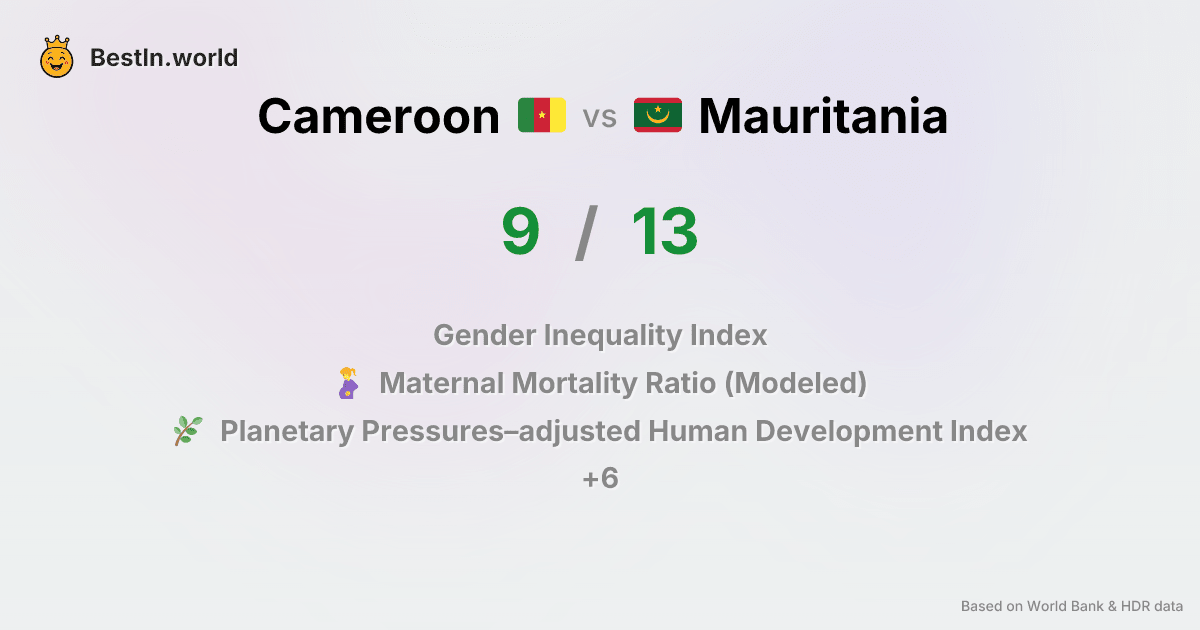 BestIn.world
Cameroon vs Mauritania
9 / 13
Gender Inequality Index
Maternal Mortality Ratio (Modeled)
Planetary Pressures–adjusted Human Development Index
+6
Based on World Bank & HDR data